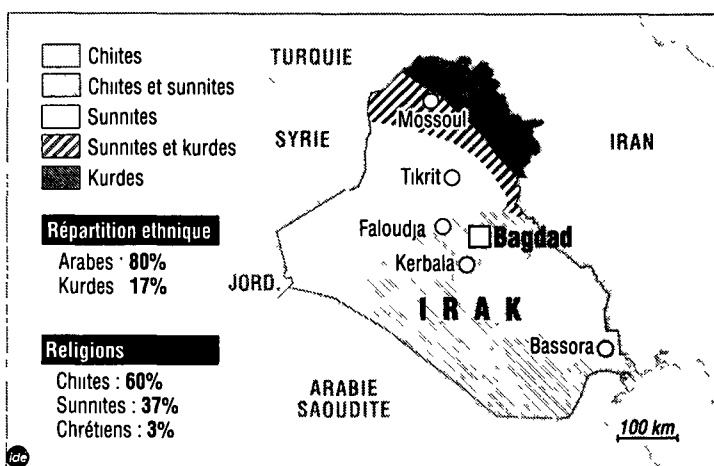 Chiites
Chiites et sunnites
Sunnites
Sunnites et kurdes
Kurdes
Répartition ethnique
Arabes : 80%
Kurdes 17%
Religions
Chiites : 60%
Sunnites : 37%
Chrétiens : 3%
ide
TURQUIE
SYRIE
IRAN
JORD.
ARABIE
SAOUDITE
IRAK
Mossoul
Tikrit
Faloudja
Bagdad
Kerbala
Bassora
100 km